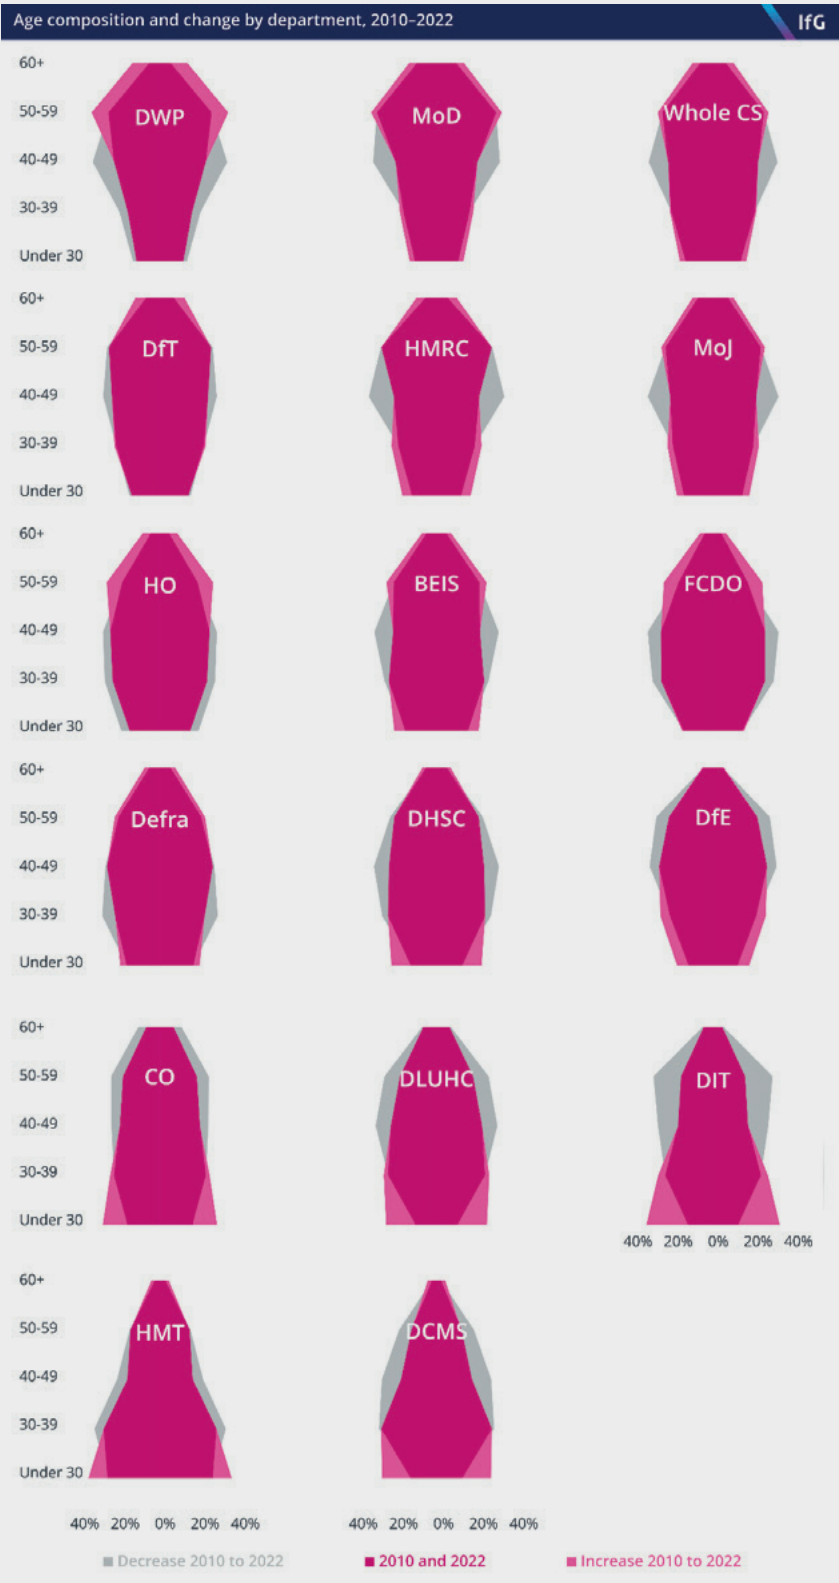 Age composition and change by department, 2010–2022
IfG
60+
50-59
40-49
30-39
Under 30
DWP
MoD
Whole CS
60+
50-59
40-49
30-39
Under 30
DfT
HMRC
MoJ
60+
50-59
40-49
30-39
Under 30
HO
BEIS
FCDO
60+
50-59
40-49
30-39
Under 30
Defra
DHSC
DfE
60+
50-59
40-49
30-39
Under 30
CO
DLUHC
DIT
40% 20% 0% 20% 40%
60+
50-59
40-49
30-39
Under 30
HMT
DCMS
40% 20% 0% 20% 40%
40% 20% 0% 20% 40%
Decrease 2010 to 2022
2010 and 2022
Increase 2010 to 2022